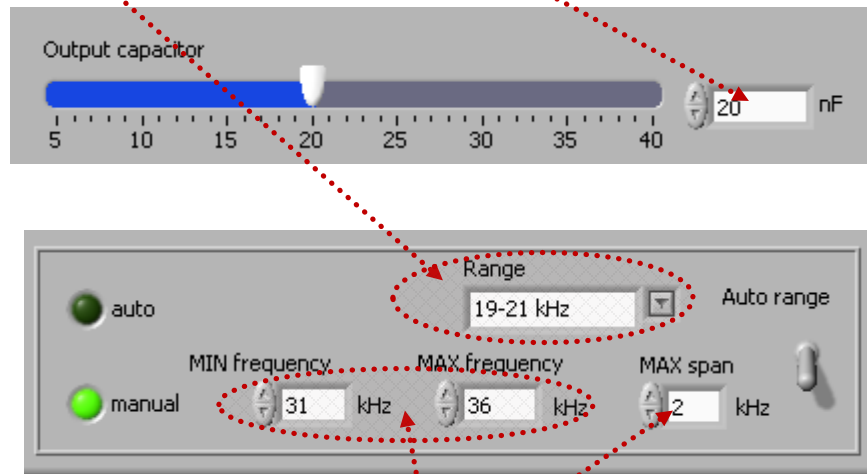 Output capacitor
20 nF
5 10 15 20 25 30 35 40
Range
auto 19-21 kHz Auto range
MIN frequency MAX frequency MAX span
manual 31 kHz 36 kHz 2 kHz